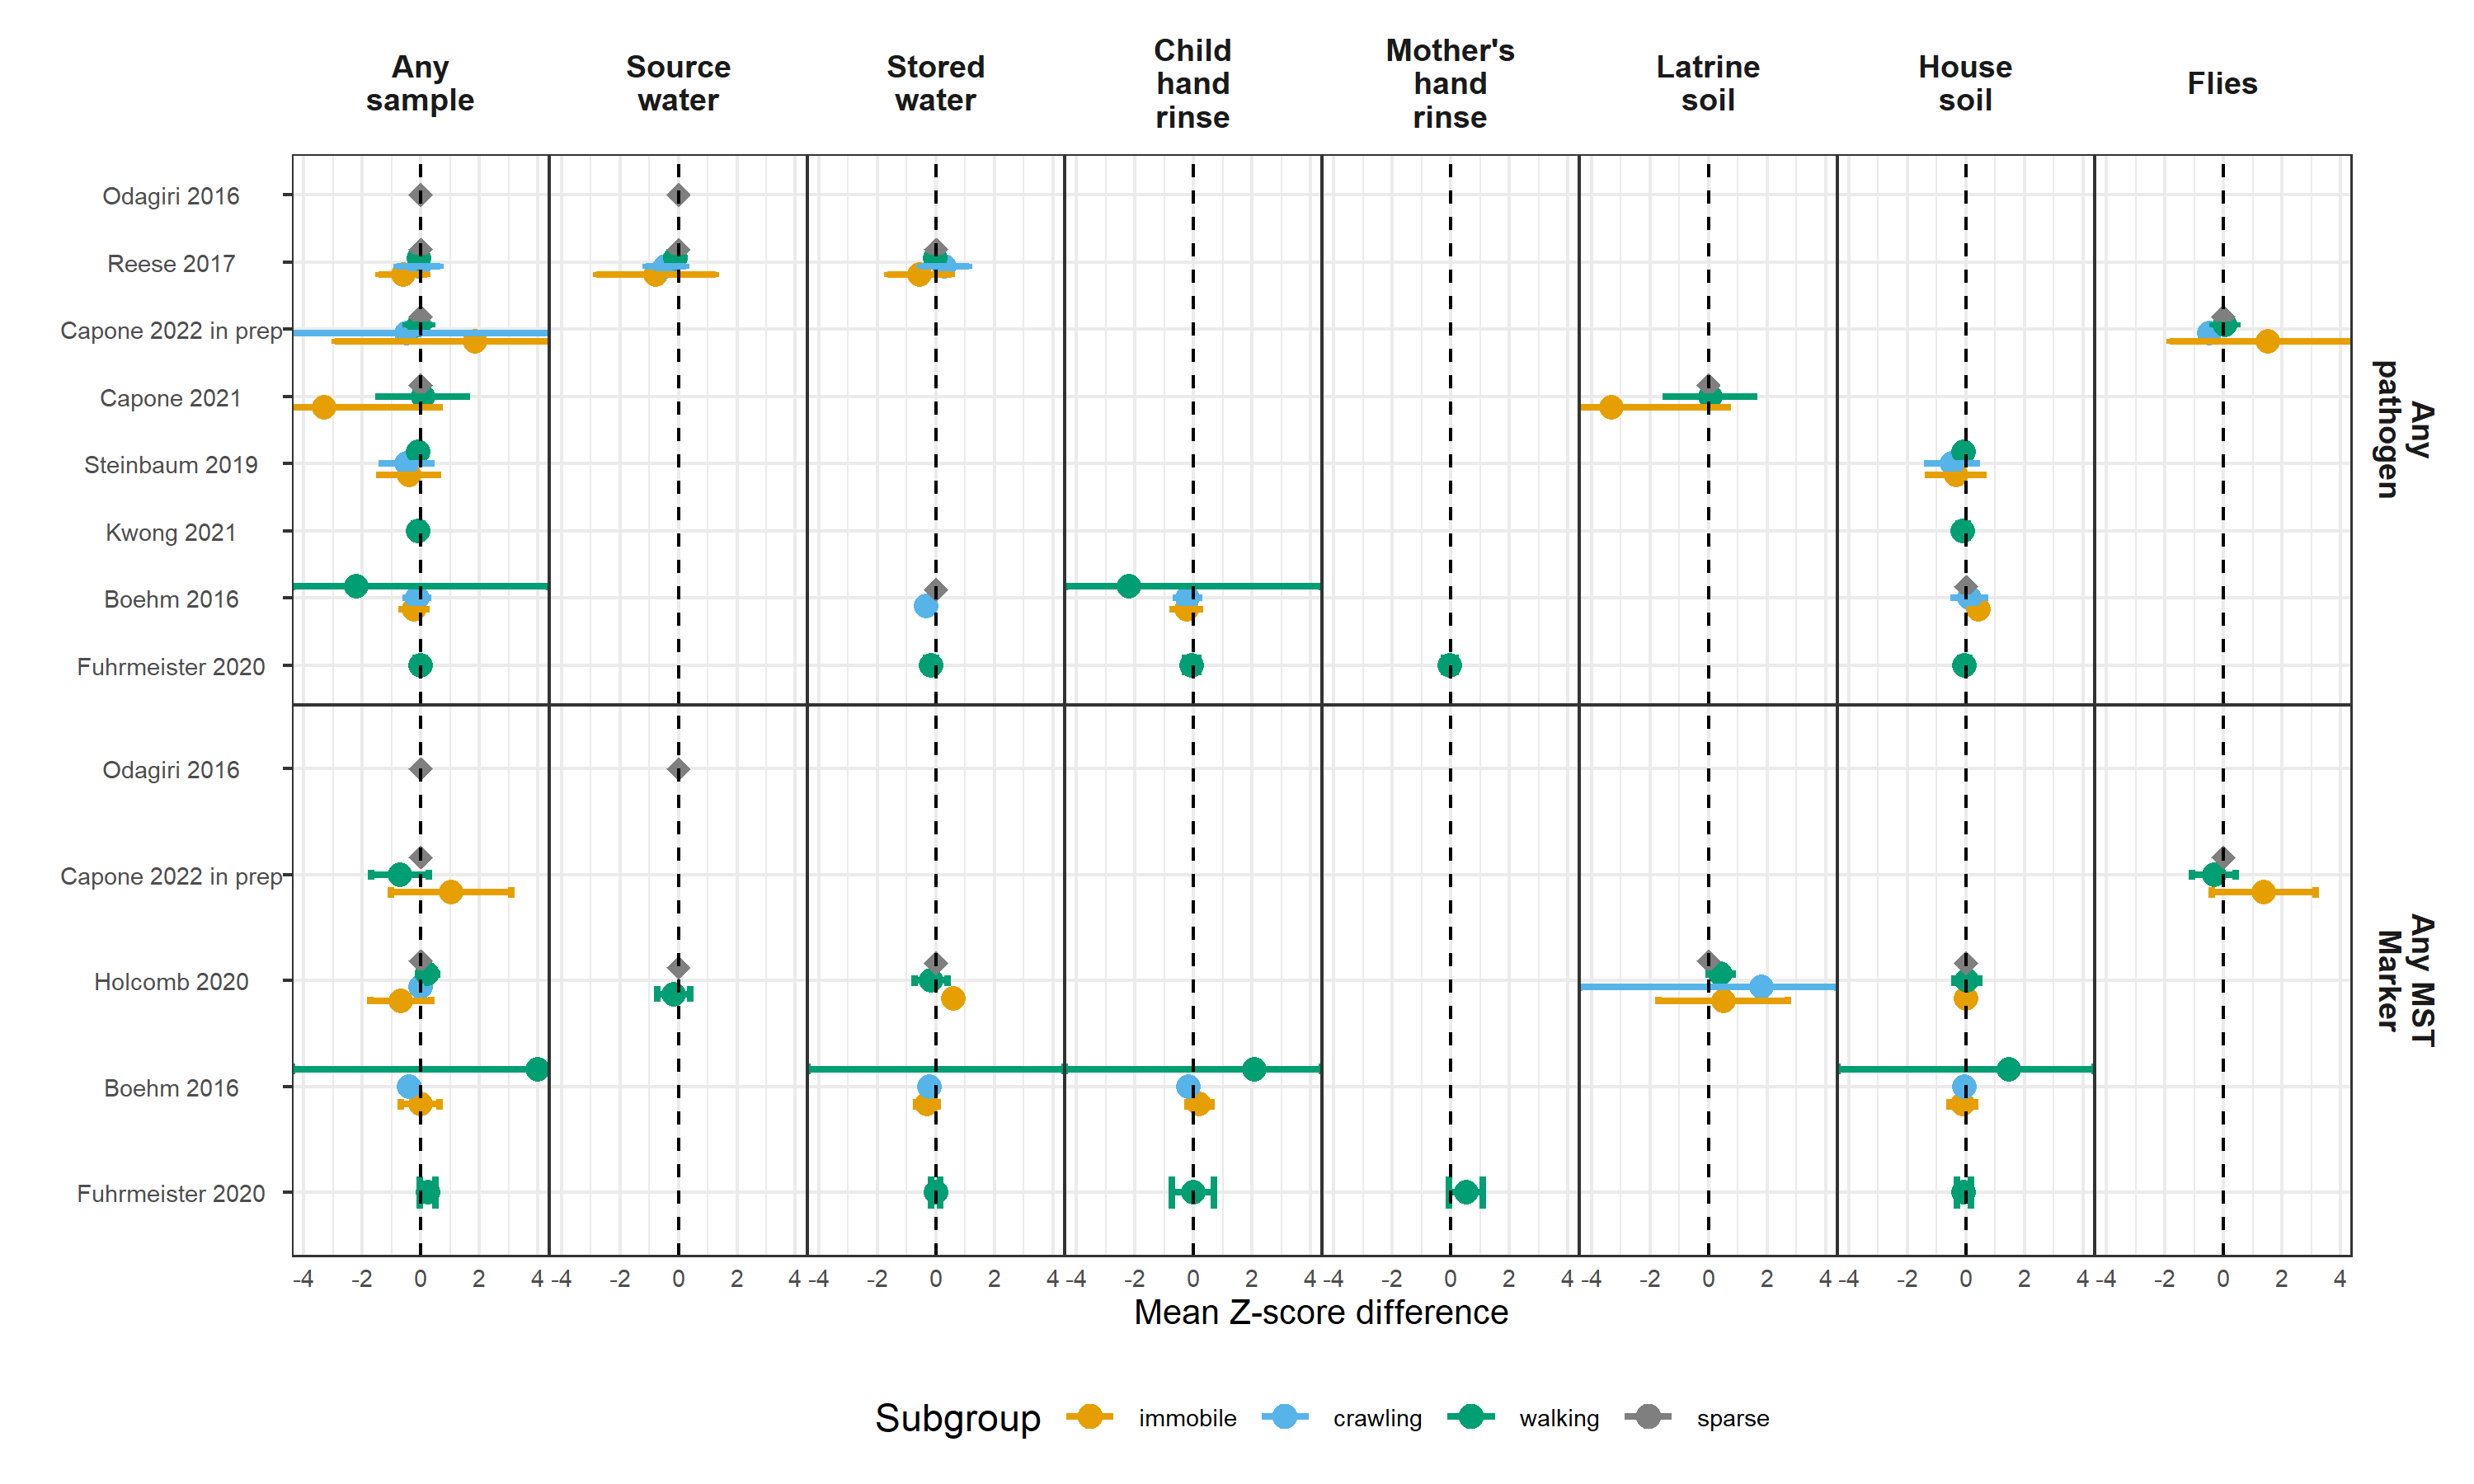 Any
sample
Source
water
Stored
water
Child
hand
rinse
Mother's
hand
rinse
Latrine
soil
House
soil
Flies
Odagiri 2016
Reese 2017
Capone 2022 in prep
Capone 2021
Steinbaum 2019
Kwong 2021
Boehm 2016
Fuhrmeister 2020
Any
pathogen
Odagiri 2016
Capone 2022 in prep
Holcomb 2020
Boehm 2016
Fuhrmeister 2020
Any MST
Marker
-4 -2 0 2 4 -4 -2 0 2 4 -4 -2 0 2 4 -4 -2 0 2 4 -4 -2 0 2 4 -4 -2 0 2 4 -4 -2 0 2 4 -4 -2 0 2 4
Mean Z-score difference
Subgroup immobile crawling walking sparse